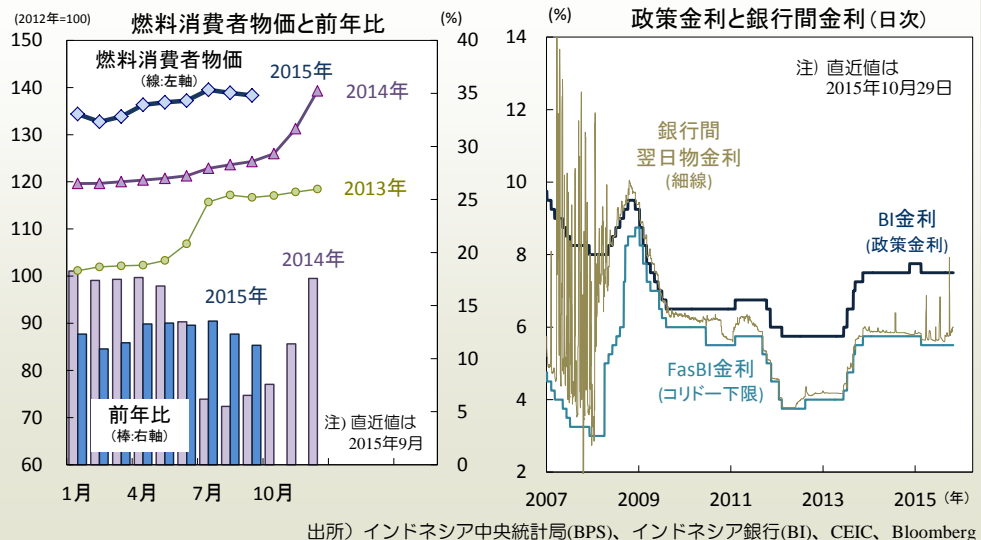 燃料消費者物価と前年比
(2012年=100)
(%)
150
140
130
120
110
100
90
80
70
60
40
35
30
25
20
15
10
5
0
燃料消費者物価
(線:左軸)
2015年
2014年
2013年
2014年
2015年
前年比
(棒:右軸)
注) 直近値は
2015年9月
1月 4月 7月 10月
政策金利と銀行間金利(日次)
(%)
14
12
10
8
6
4
2
注) 直近値は
2015年10月29日
銀行間
翌日物金利
(細線)
BI金利
(政策金利)
FasBI金利
(コリドー下限)
2007 2009 2011 2013 2015 (年)
出所）インドネシア中央統計局(BPS)、インドネシア銀行(BI)、CEIC、Bloomberg